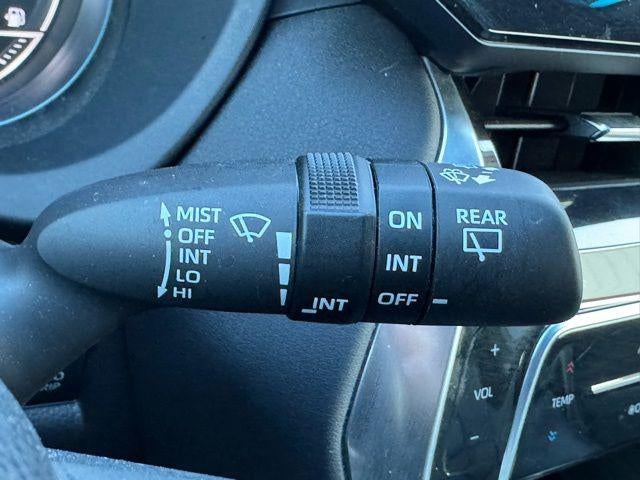 MIST
OFF
INT
LO
HI
INT
ON
INT
OFF
REAR
+
VOL
-
TEMP